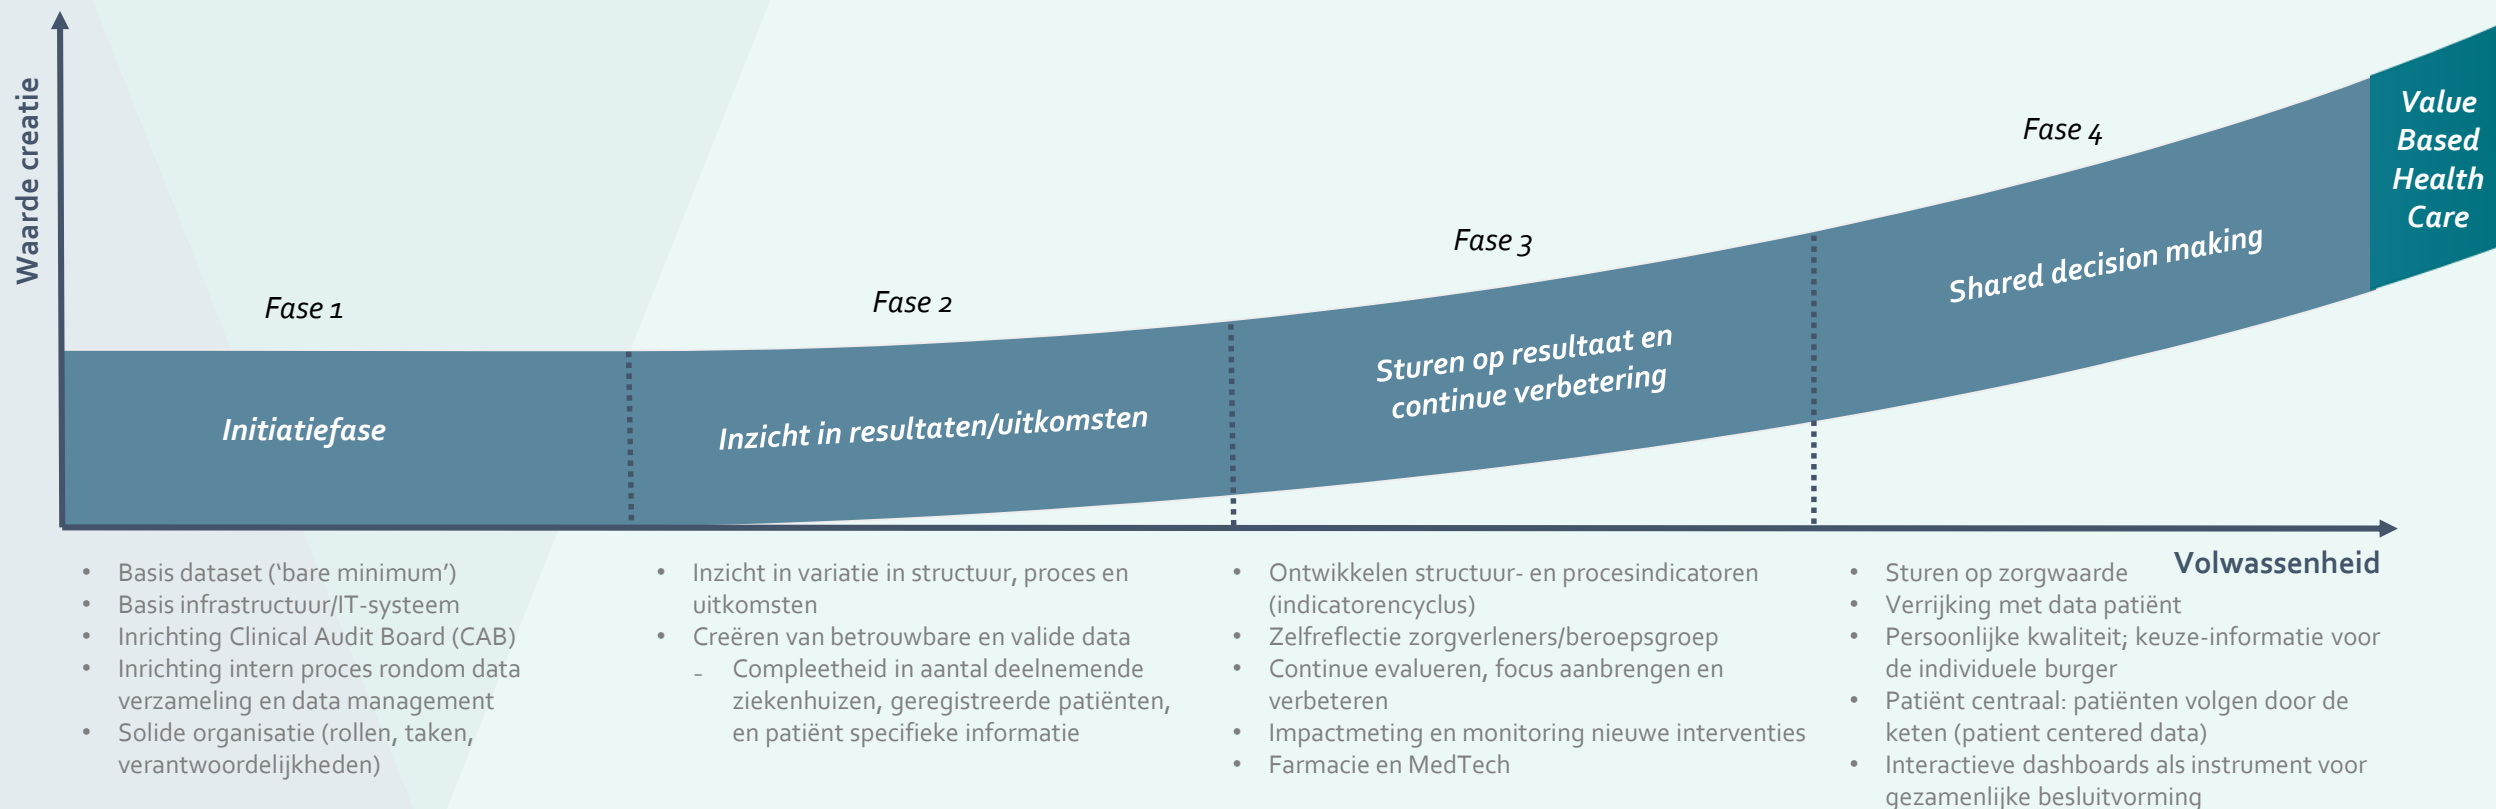 Waarde creatie
Fase 1
Fase 2
Fase 3
Fase 4
Initiatiefase
Inzicht in resultaten/uitkomsten
Sturen op resultaat en
continue verbetering
Shared decision making
Value
Based
Health
Care
Volwassenheid
• Basis dataset (‘bare minimum’)
• Basis infrastructuur/IT-systeem
• Inrichting Clinical Audit Board (CAB)
• Inrichting intern proces rondom data
verzameling en data management
• Solide organisatie (rollen, taken,
verantwoordelijkheden)
• Inzicht in variatie in structuur, proces en
uitkomsten
• Creëren van betrouwbare en valide data
- Compleetheid in aantal deelnemende
ziekenhuizen, geregistreerde patiënten,
en patiënt specifieke informatie
• Ontwikkelen structuur- en procesindicatoren
(indicatorencyclus)
• Zelfreflectie zorgverleners/beroepsgroep
• Continue evalueren, focus aanbrengen en
verbeteren
• Impactmeting en monitoring nieuwe interventies
• Farmacie en MedTech
• Sturen op zorgwaarde
• Verrijking met data patiënt
• Persoonlijke kwaliteit; keuze-informatie voor
de individuele burger
• Patiënt centraal: patiënten volgen door de
keten (patient centered data)
• Interactieve dashboards als instrument voor
gezamenlijke besluitvorming